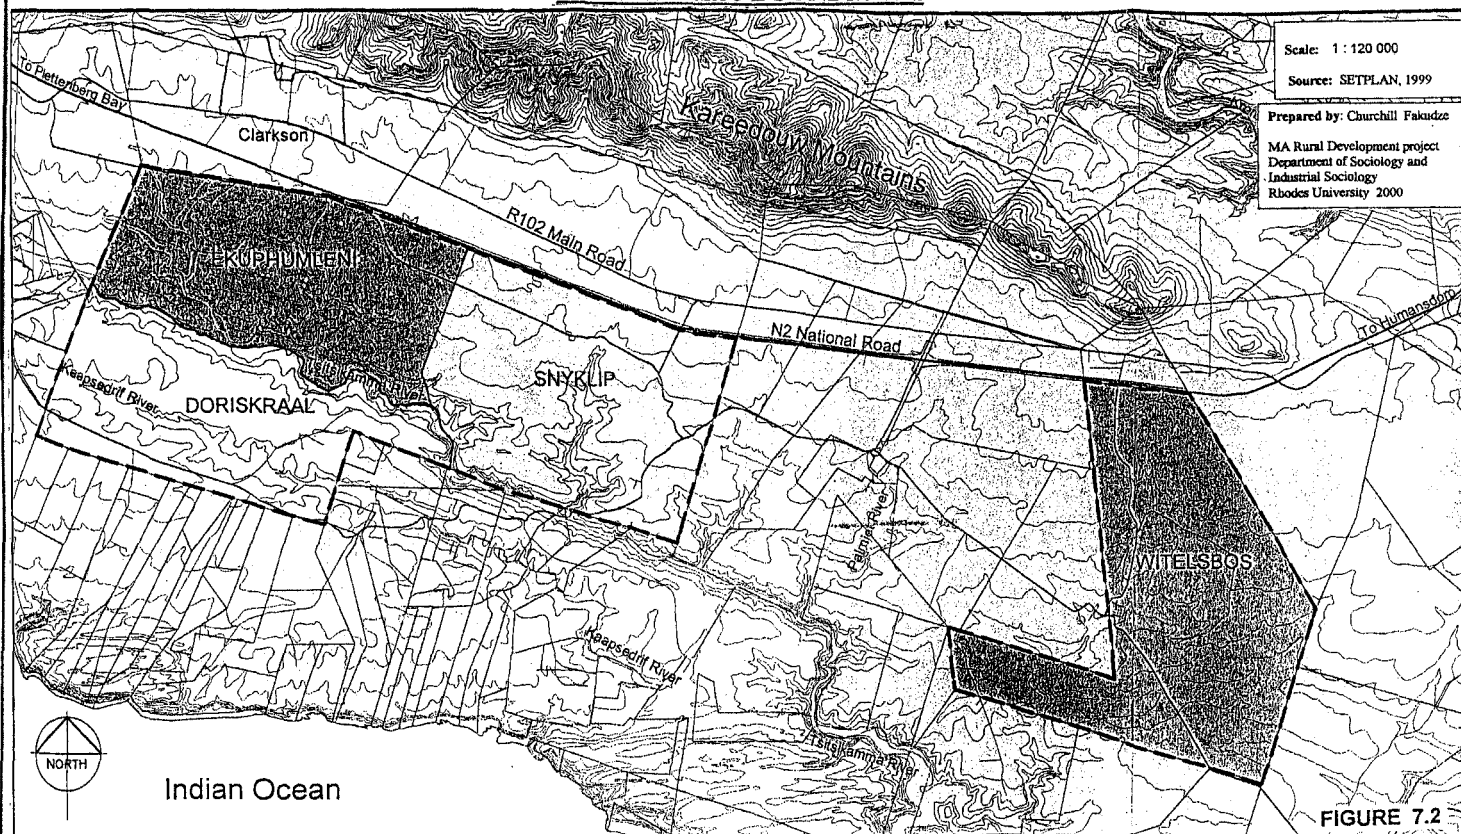 Scale: 1 : 120 000
Source: SETPLAN, 1999
Prepared by: Churchill Fakudze
MA Rural Development project
Department of Sociology and
Industrial Sociology
Rhodes University 2000
To Plettenberg Bay
Clarkson
Kareedouw Mountains
R102 Main Road
EKUPHUMLENI
N2 National Road
To Humansdorp
SNYKLIP
Tsitsikamma River
Kaapsedrif River
DORISKRAAL
WITELSBOS
Kaapsedrif River
Tsitsikamma River
NORTH
Indian Ocean
FIGURE 7.2